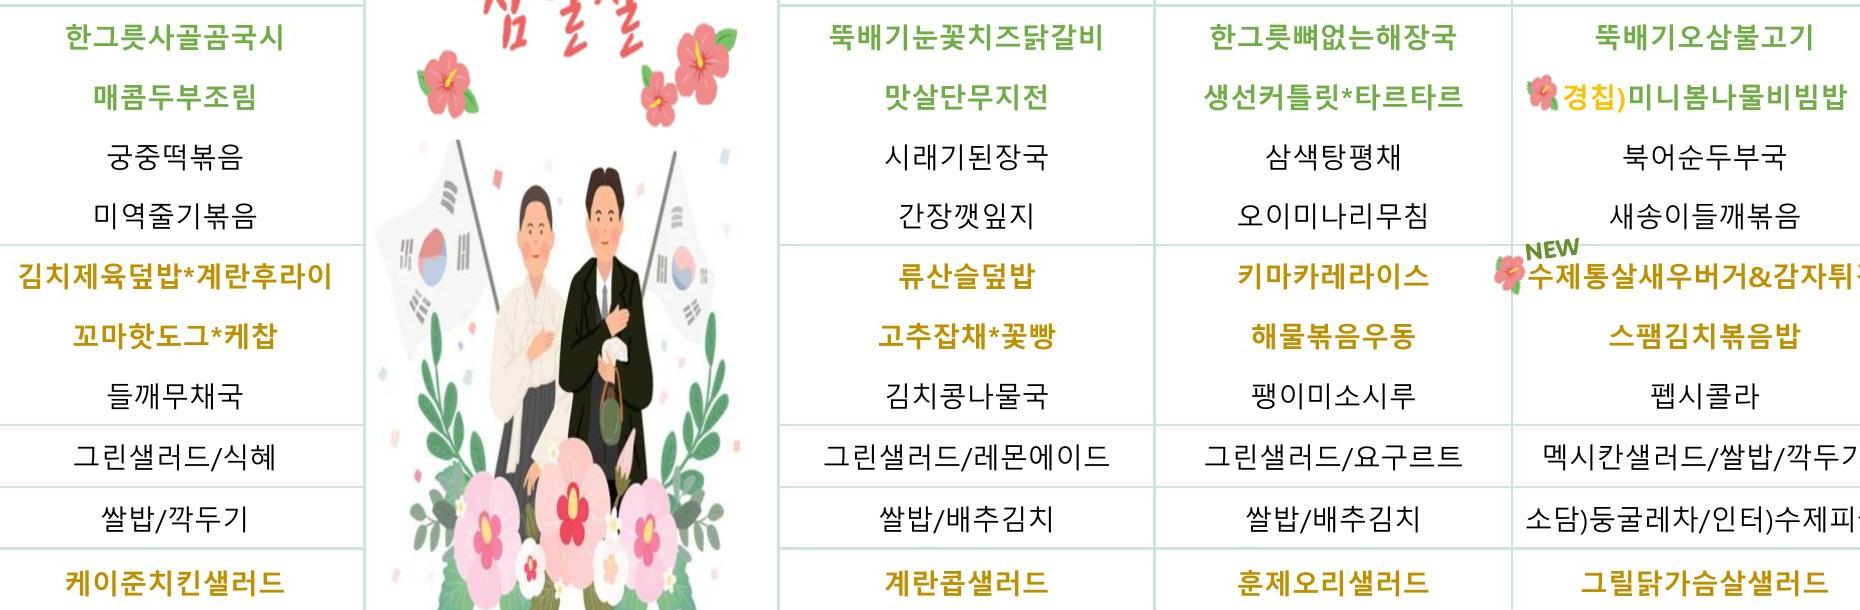 한그릇사골곰국시
매콤두부조림
궁중떡볶음
미역줄기볶음
김치제육덮밥*계란후라이
꼬마핫도그*케찹
들깨무채국
그린샐러드/식혜
쌀밥/깍두기
케이준치킨샐러드
삼일절
뚝배기눈꽃치즈닭갈비
맛살단무지전
시래기된장국
간장깻잎지
류산슬덮밥
고추잡채*꽃빵
김치콩나물국
그린샐러드/레몬에이드
쌀밥/배추김치
계란콥샐러드
한그릇뼈없는해장국
생선커틀릿*타르타르
삼색탕평채
오이미나리무침
키마카레라이스
해물볶음우동
팽이미소시루
그린샐러드/요구르트
쌀밥/배추김치
훈제오리샐러드
뚝배기오삼불고기
경칩)미니봄나물비빔밥
북어순두부국
새송이들깨볶음
NEW
수제통살새우버거&감자튀
스팸김치볶음밥
펩시콜라
멕시칸샐러드/쌀밥/깍두기
소담)둥굴레차/인터)수제피
그릴닭가슴살샐러드